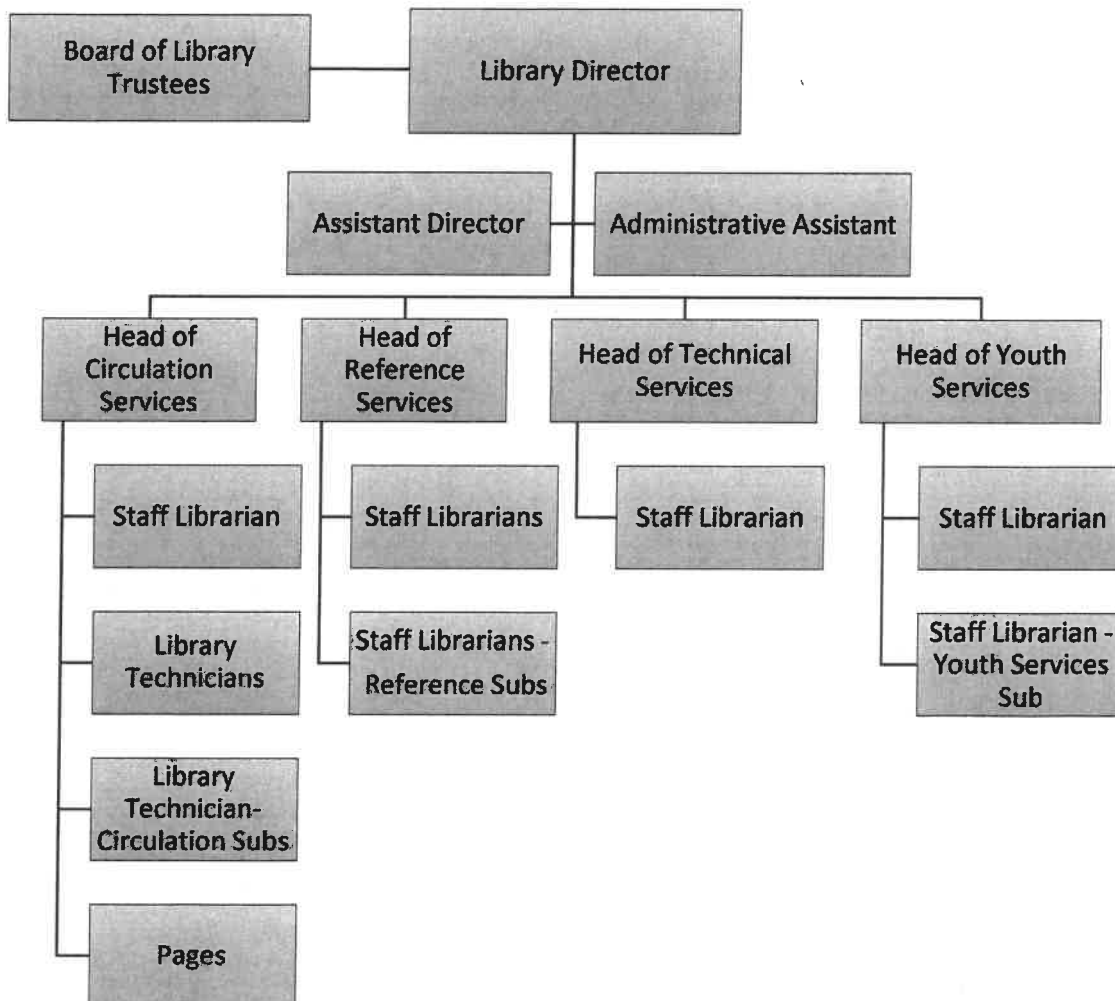 Board of Library
Trustees
Library Director
Assistant Director
Administrative Assistant
Head of
Circulation
Services
Head of
Reference
Services
Head of Technical
Services
Head of Youth
Services
Staff Librarian
Staff Librarians
Staff Librarian
Staff Librarian
Library
Technicians
Staff Librarians -
Reference Subs
Staff Librarian -
Youth Services
Sub
Library
Technician-
Circulation Subs
Pages